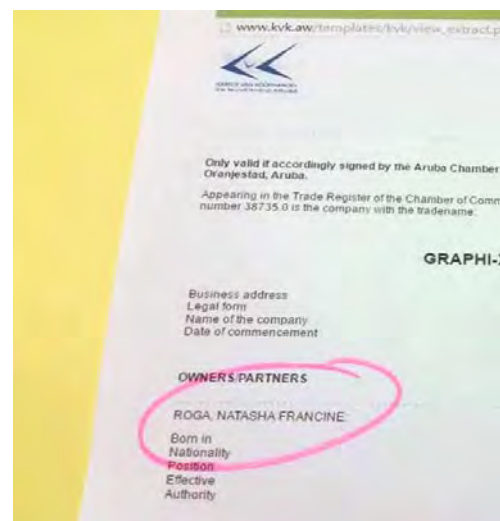 www.kvk.aw/templates/kvk/view_extract.p
Only valid if accordingly signed by the Aruba Chamber
Oranjestad, Aruba.
Appearing in the Trade Register of the Chamber of Comm
number 38735.0 is the company with the tradename:
GRAPHI-
Business address
Legal form
Name of the company
Date of commencement
OWNERS/PARTNERS
ROGA, NATASHA FRANCINE
Born in
Nationality
Position
Effective
Authority